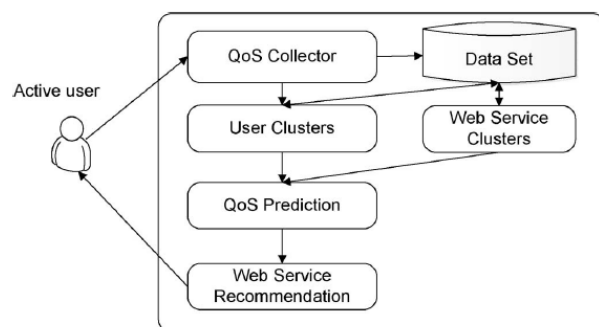 QoS Collector
Data Set
Active user
User Clusters
Web Service
Clusters
QoS Prediction
Web Service
Recommendation